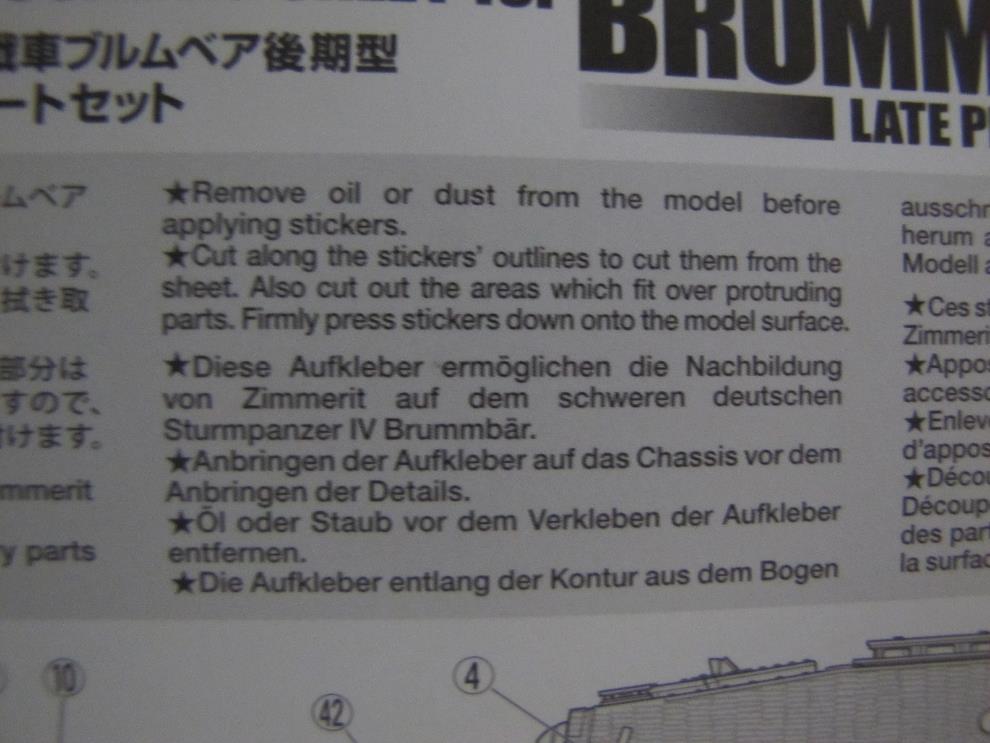 戦車ブルムベア後期型
ートセット
BRUMM
LATE P
ムベア
けます。
拭き取
部分は
すので、
けます。
mmerit
y parts
★Remove oil or dust from the model before
applying stickers.
★Cut along the stickers' outlines to cut them from the
sheet. Also cut out the areas which fit over protruding
parts. Firmly press stickers down onto the model surface.
★Diese Aufkleber ermöglichen die Nachbildung
von Zimmerit auf dem schweren deutschen
Sturmpanzer IV Brummbär.
★Anbringen der Aufkleber auf das Chassis vor dem
Anbringen der Details.
★Öl oder Staub vor dem Verkleben der Aufkleber
entfernen.
★Die Aufkleber entlang der Kontur aus dem Bogen
ausschn
herum a
Modell a
★Ces st
Zimmeri
★Appos
accesso
★Enleve
d'appos
★Décou
Découp
des part
la surfac
10
42
4